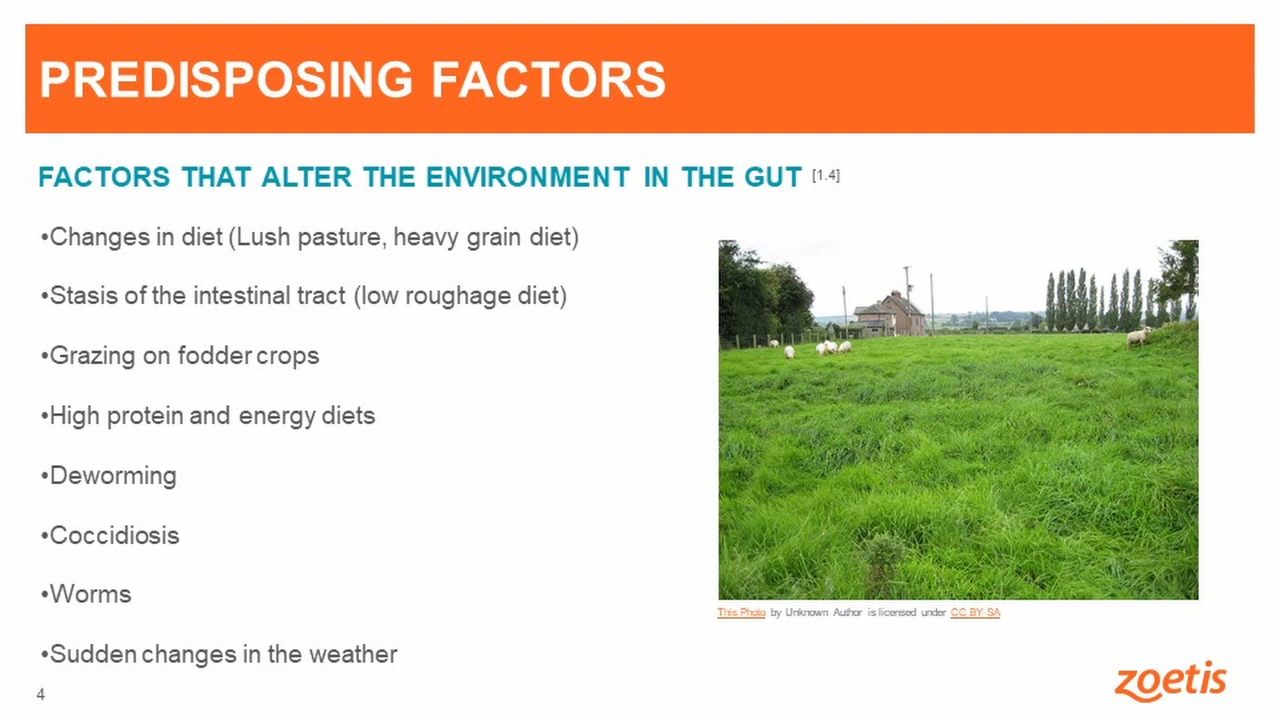 PREDISPOSING FACTORS
FACTORS THAT ALTER THE ENVIRONMENT IN THE GUT [1.4]
•Changes in diet (Lush pasture, heavy grain diet)
•Stasis of the intestinal tract (low roughage diet)
•Grazing on fodder crops
•High protein and energy diets
•Deworming
•Coccidiosis
•Worms
•Sudden changes in the weather
This Photo by Unknown Author is licensed under CC BY-SA
4
zoetis